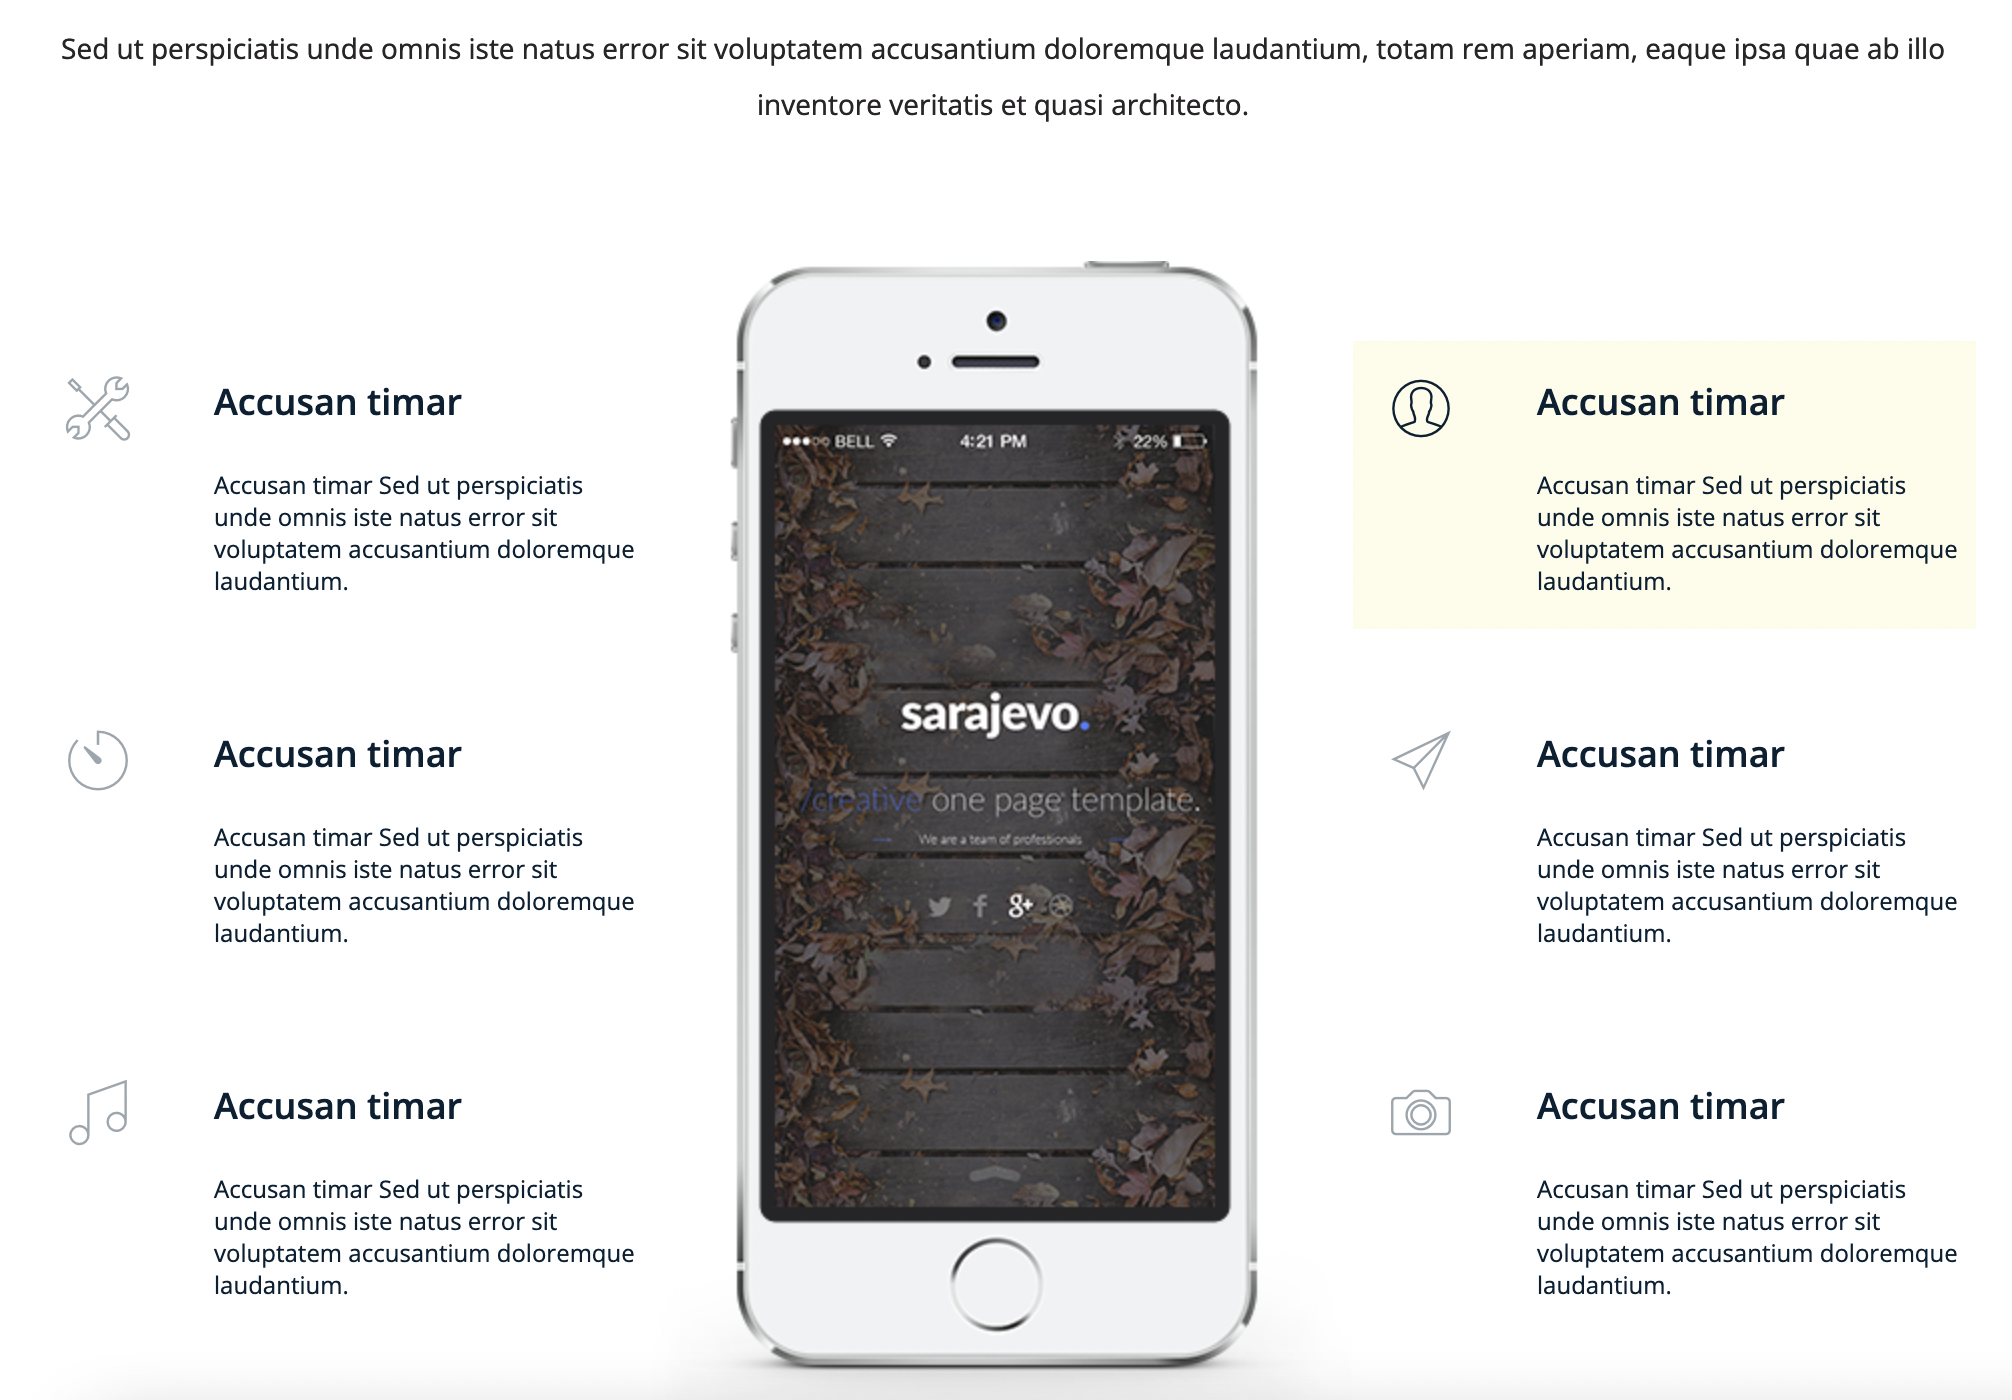 Sed ut perspiciatis unde omnis iste natus error sit voluptatem accusantium doloremque laudantium, totam rem aperiam, eaque ipsa quae ab illo
inventore veritatis et quasi architecto.
Accusan timar
Accusan timar Sed ut perspiciatis
unde omnis iste natus error sit
voluptatem accusantium doloremque
laudantium.
Accusan timar
Accusan timar Sed ut perspiciatis
unde omnis iste natus error sit
voluptatem accusantium doloremque
laudantium.
Accusan timar
Accusan timar Sed ut perspiciatis
unde omnis iste natus error sit
voluptatem accusantium doloremque
laudantium.
BELL 4:21 PM 22%
sarajevo.
/creative one page template.
We are a team of professionals
f g+
Accusan timar
Accusan timar Sed ut perspiciatis
unde omnis iste natus error sit
voluptatem accusantium doloremque
laudantium.
Accusan timar
Accusan timar Sed ut perspiciatis
unde omnis iste natus error sit
voluptatem accusantium doloremque
laudantium.
Accusan timar
Accusan timar Sed ut perspiciatis
unde omnis iste natus error sit
voluptatem accusantium doloremque
laudantium.